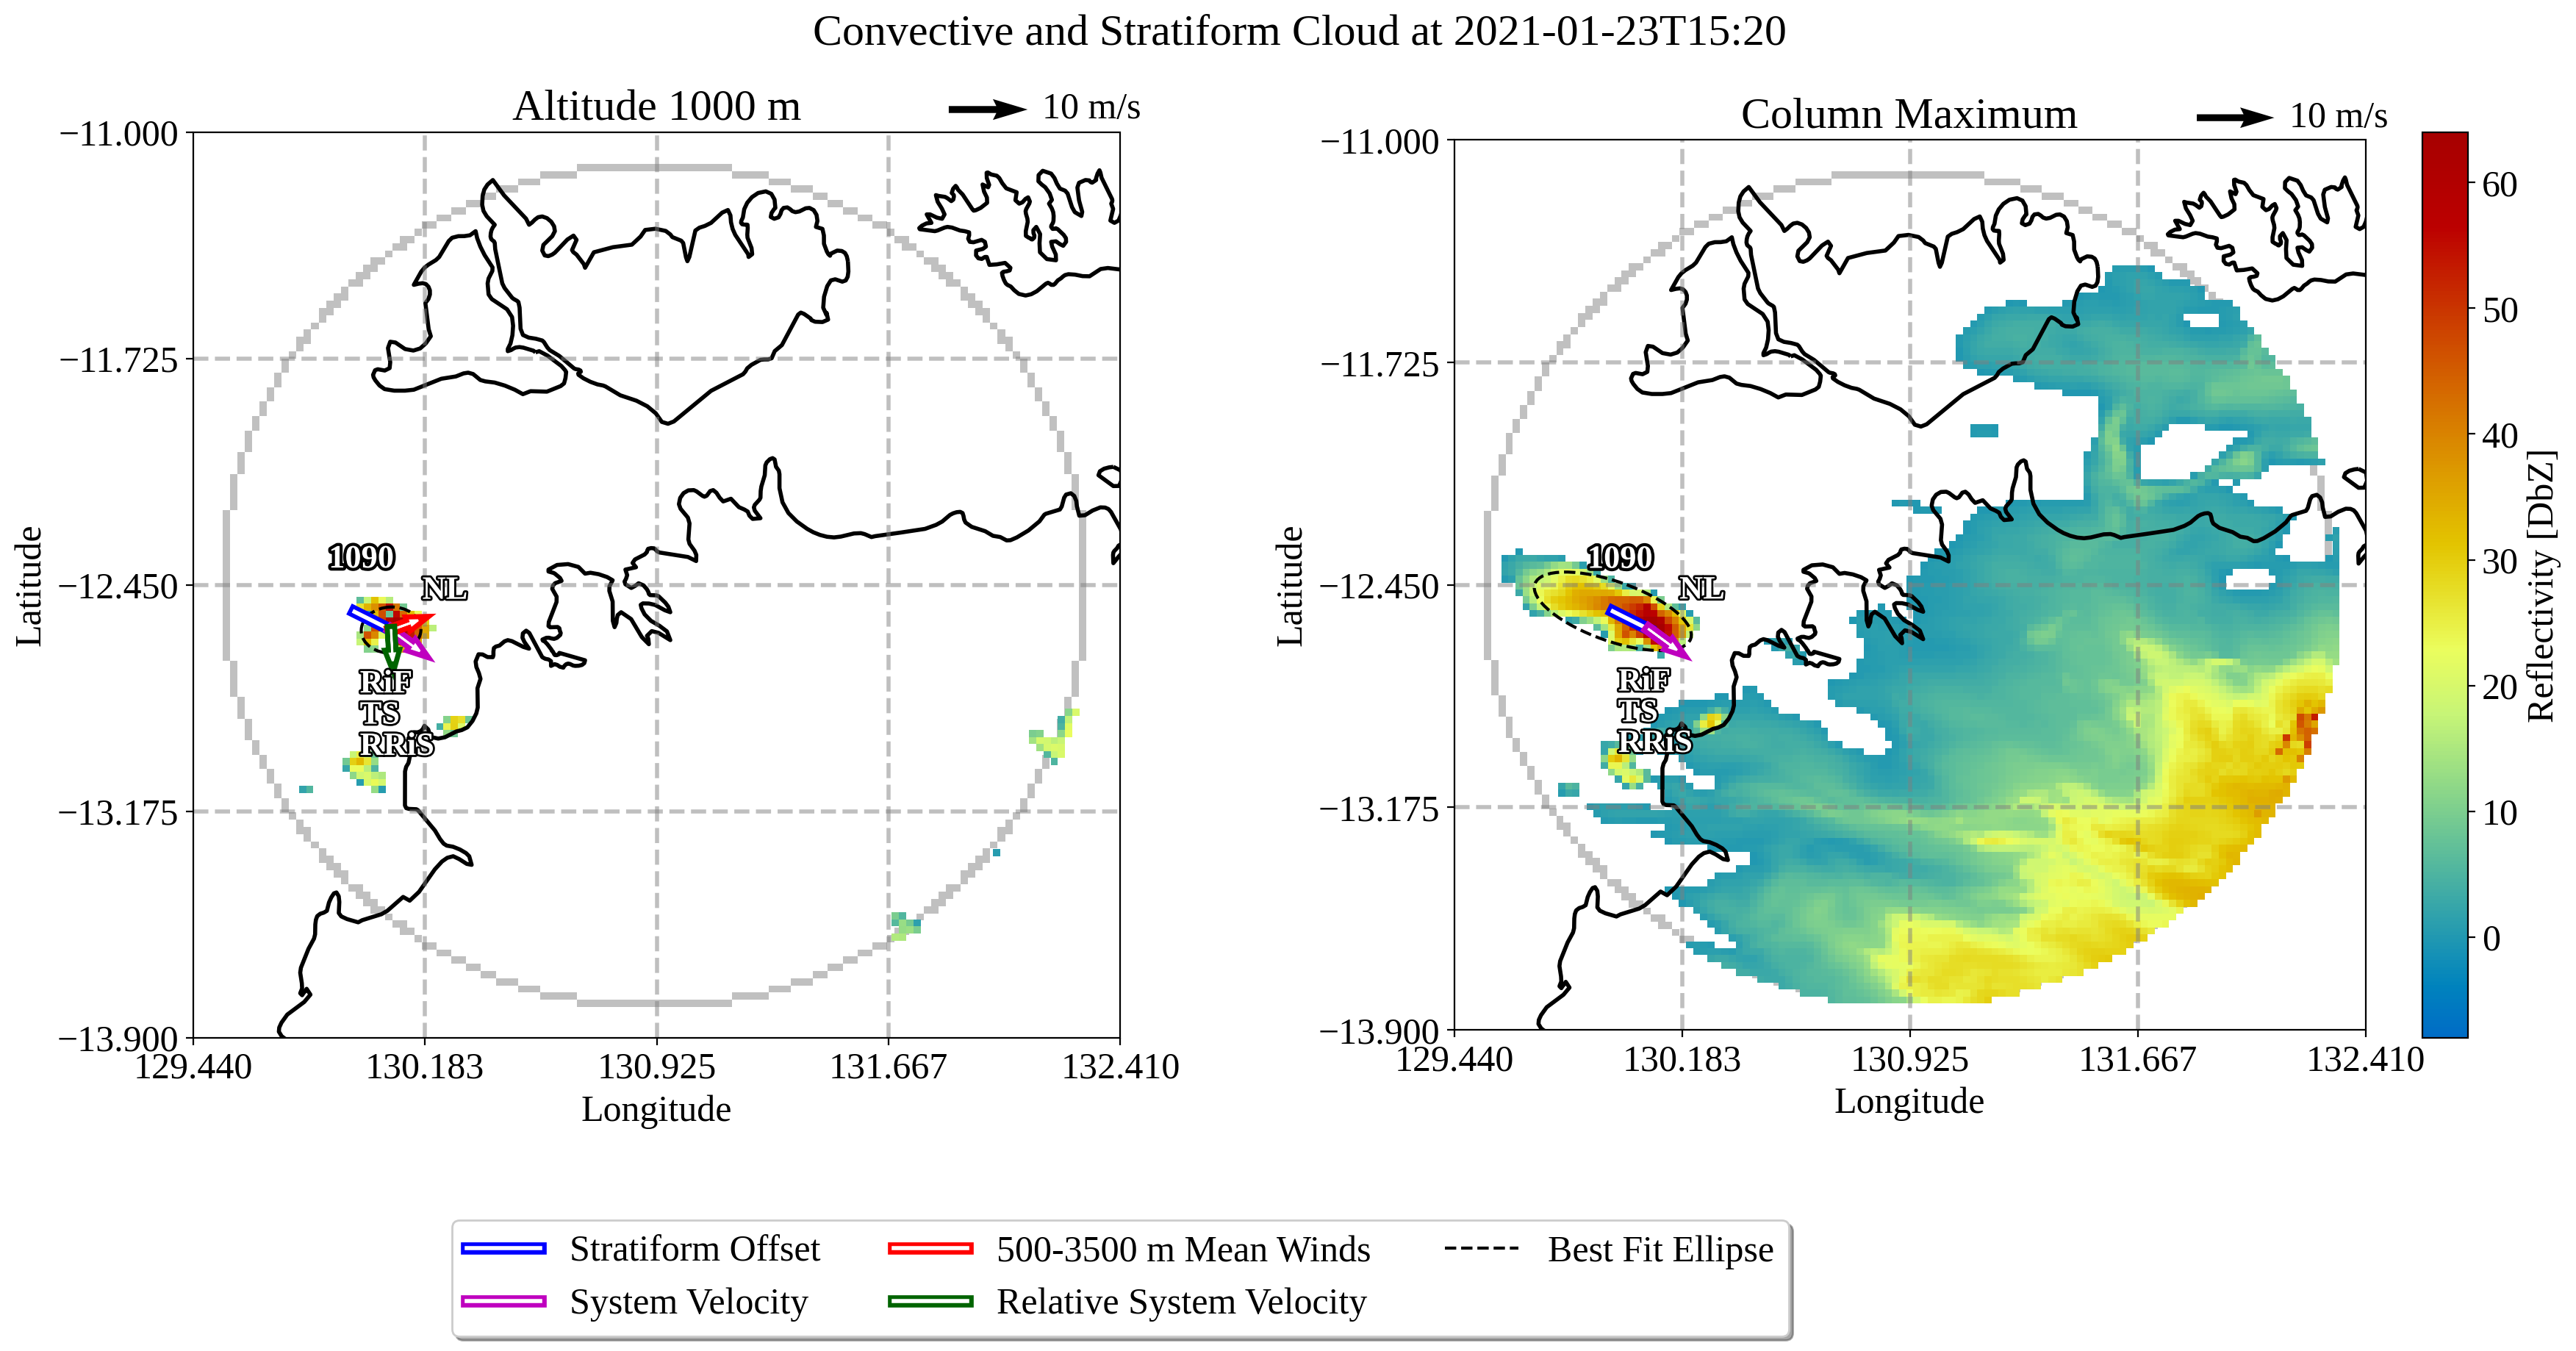 Convective and Stratiform Cloud at 2021-01-23T15:20
Altitude 1000 m
10 m/s
−11.000
−11.725
−12.450
−13.175
−13.900
129.440
130.183
130.925
131.667
132.410
Longitude
Latitude
1090
NL
RiF
TS
RRiS
Column Maximum
10 m/s
−11.000
−11.725
−12.450
−13.175
−13.900
129.440
130.183
130.925
131.667
132.410
Longitude
Latitude
1090
NL
RiF
TS
RRiS
60
50
40
30
20
10
0
Reflectivity [DbZ]
Stratiform Offset
System Velocity
500-3500 m Mean Winds
Relative System Velocity
Best Fit Ellipse